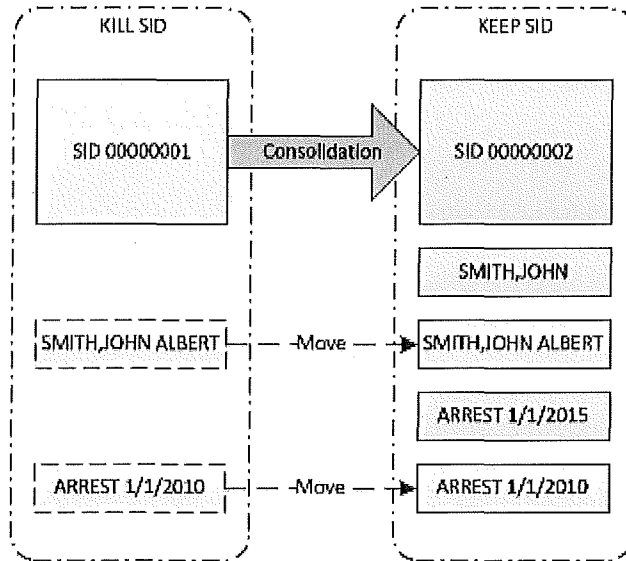 KILL SID
KEEP SID
SID 00000001
Consolidation
SID 00000002
SMITH,JOHN
SMITH,JOHN ALBERT
Move
SMITH,JOHN ALBERT
ARREST 1/1/2015
ARREST 1/1/2010
Move
ARREST 1/1/2010